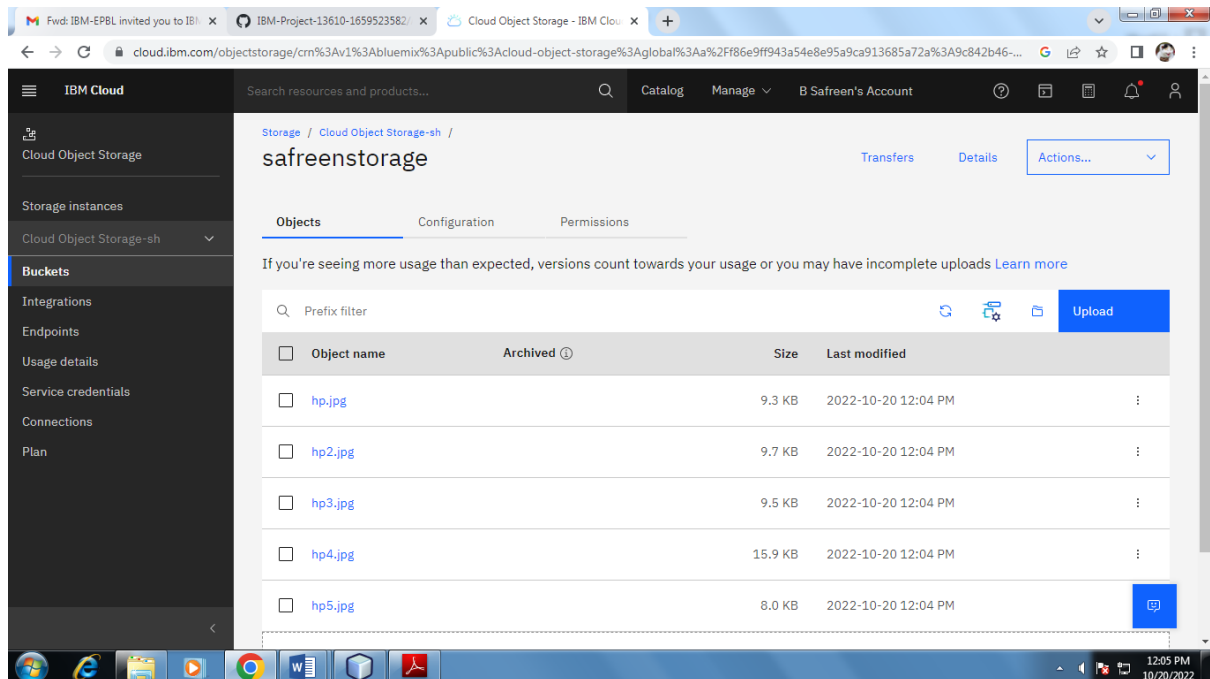 Fwd: IBM-EPBL invited you to IBM
IBM-Project-13610-1659523582/
Cloud Object Storage - IBM Clou
cloud.ibm.com/objectstorage/crn%3Av1%3Abluemix%3Apublic%3Acloud-object-storage%3Aglobal%3Aa%2Ff86e9ff943a54e8e95a9ca913685a72a%3A9c842b46-...
IBM Cloud
Search resources and products...
Catalog
Manage
B Safreen's Account
Cloud Object Storage
Storage instances
Cloud Object Storage-sh
Buckets
Integrations
Endpoints
Usage details
Service credentials
Connections
Plan
Storage / Cloud Object Storage-sh /
safreenstorage
Transfers
Details
Actions...
Objects
Configuration
Permissions
If you're seeing more usage than expected, versions count towards your usage or you may have incomplete uploads Learn more
Prefix filter
Upload
Object name Archived Size Last modified
hp.jpg 9.3 KB 2022-10-20 12:04 PM
hp2.jpg 9.7 KB 2022-10-20 12:04 PM
hp3.jpg 9.5 KB 2022-10-20 12:04 PM
hp4.jpg 15.9 KB 2022-10-20 12:04 PM
hp5.jpg 8.0 KB 2022-10-20 12:04 PM
12:05 PM
10/20/2022